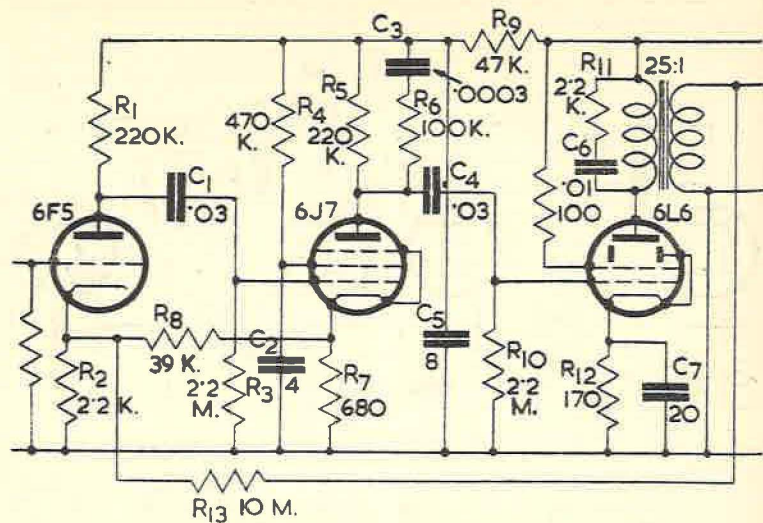 R1
220K.
6F5
C1
.03
R2
2·2 K.
R8
39 K.
470
K.
R4
R5
220
K.
C3
.0003
R6
100K.
6J7
C4
.03
C2
4
2·2
M.
R3
R7
680
C5
8
R9
47 K.
R11
2·2
K.
C6
.01
100
25:1
6L6
R10
2·2
M.
R12
170
C7
20
R13 10 M.